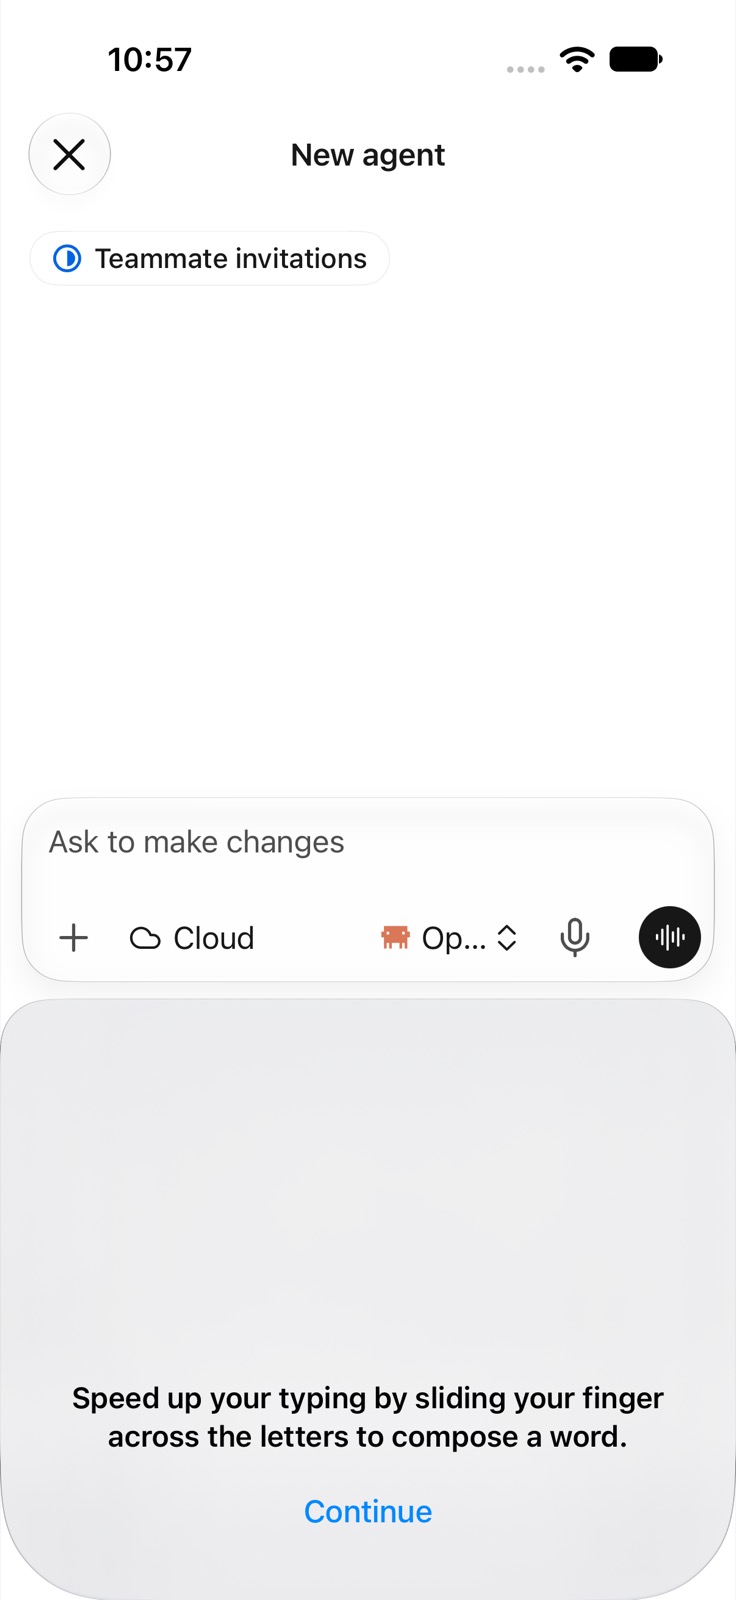 10:57
New agent
Teammate invitations
Ask to make changes
Cloud
Op...
Speed up your typing by sliding your finger
across the letters to compose a word.
Continue